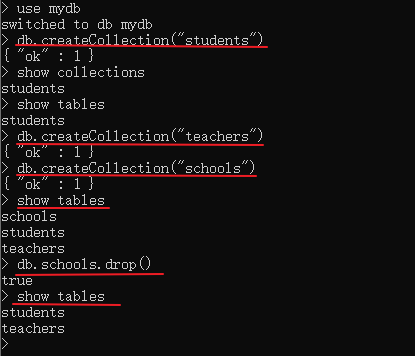 > use mydb
switched to db mydb
> db.createCollection("students")
{ "ok" : 1 }
> show collections
students
> show tables
students
> db.createCollection("teachers")
{ "ok" : 1 }
> db.createCollection("schools")
{ "ok" : 1 }
> show tables
schools
students
teachers
> db.schools.drop()
true
> show tables
students
teachers
>